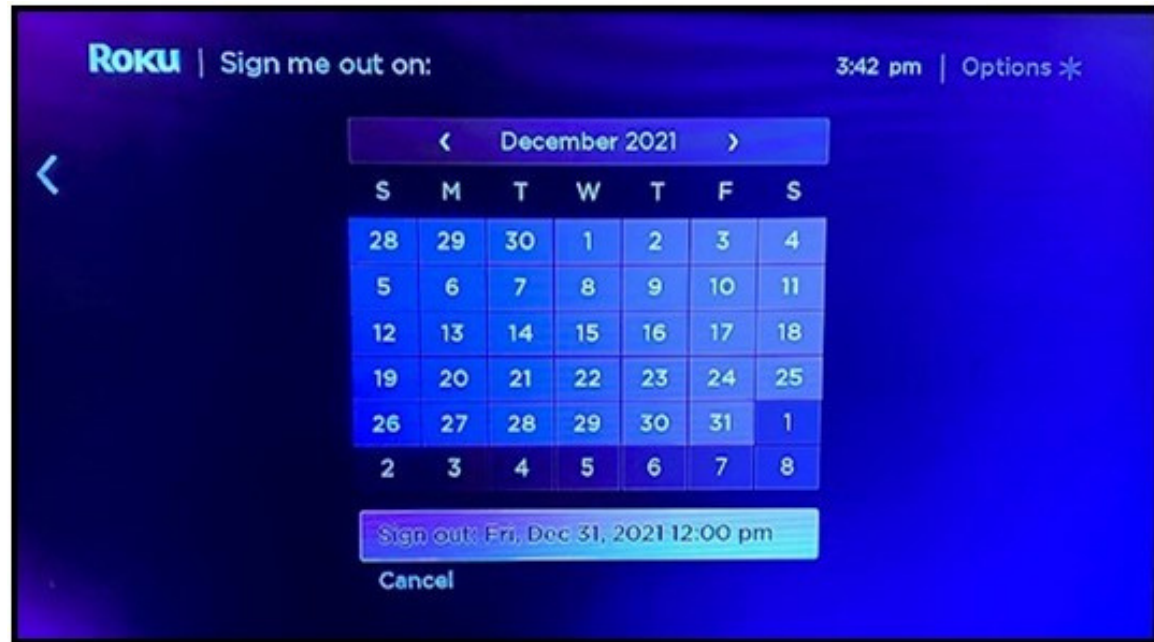 Roku | Sign me out on: 3:42 pm | Options ✳
< December 2021 >
S M T W T F S
28 29 30 1 2 3 4
5 6 7 8 9 10 11
12 13 14 15 16 17 18
19 20 21 22 23 24 25
26 27 28 29 30 31 1
2 3 4 5 6 7 8
Sign out: Fri, Dec 31, 2021 12:00 pm
Cancel